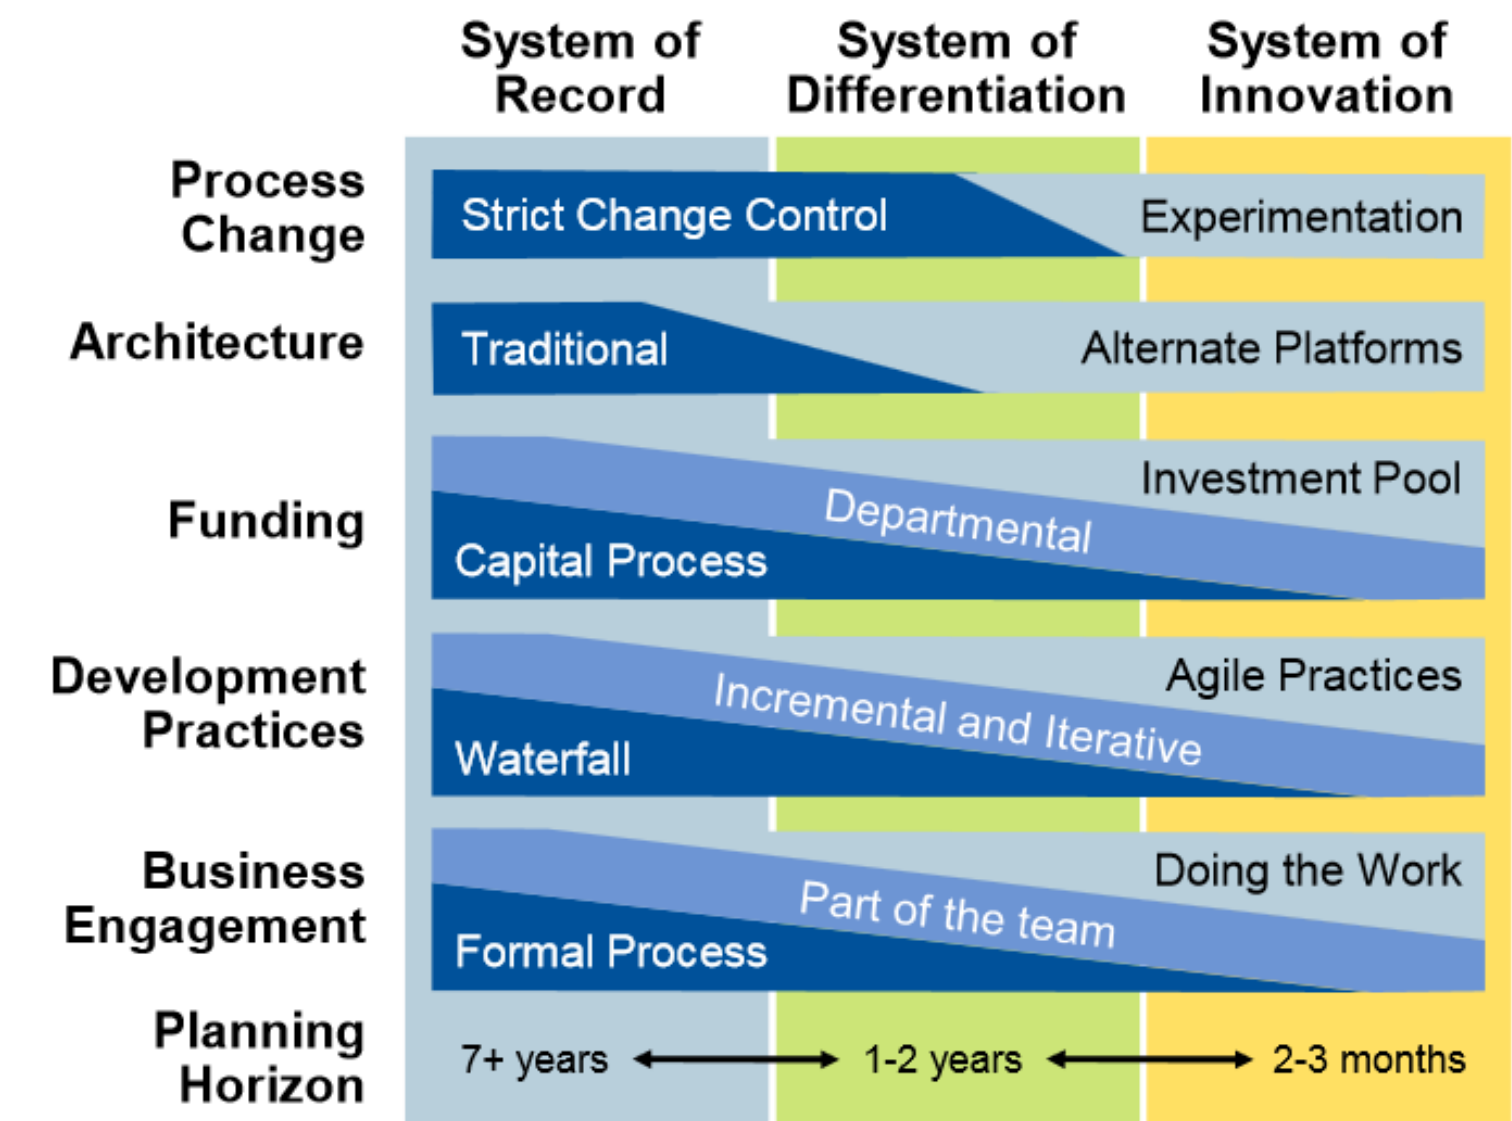 System of
Record
System of
Differentiation
System of
Innovation
Process
Change
Strict Change Control
Experimentation
Architecture
Traditional
Alternate Platforms
Funding
Investment Pool
Departmental
Capital Process
Development
Practices
Agile Practices
Incremental and Iterative
Waterfall
Business
Engagement
Doing the Work
Part of the team
Formal Process
Planning
Horizon
7+ years
1-2 years
2-3 months